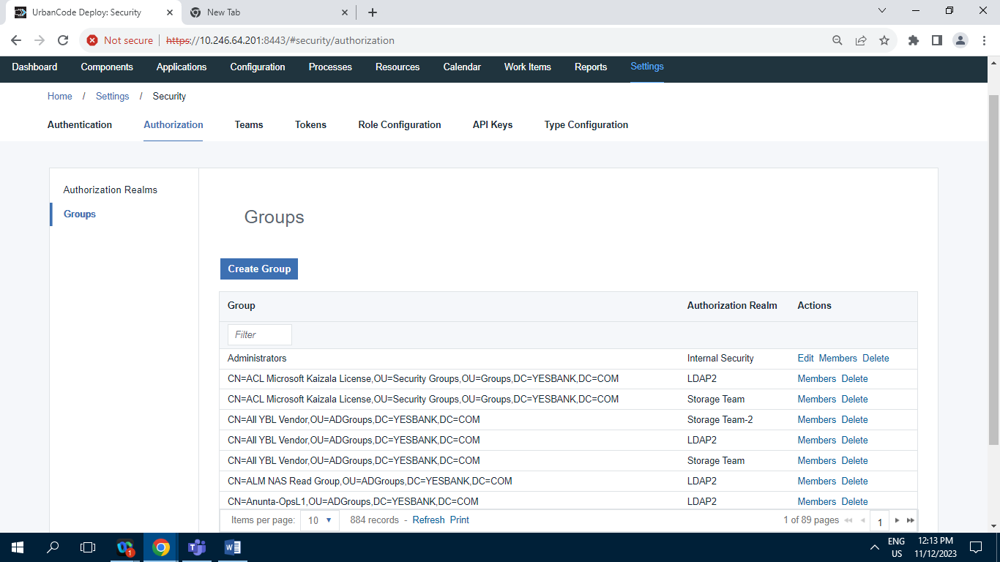 UrbanCode Deploy: Security
New Tab
Not secure https://10.246.64.201:8443/#security/authorization
Dashboard Components Applications Configuration Processes Resources Calendar Work Items Reports Settings
Home / Settings / Security
Authentication Authorization Teams Tokens Role Configuration API Keys Type Configuration
Authorization Realms
Groups
Groups
Create Group
Group Authorization Realm Actions
Filter
Administrators Internal Security Edit Members Delete
CN=ACL Microsoft Kaizala License,OU=Security Groups,OU=Groups,DC=YESBANK,DC=COM LDAP2 Members Delete
CN=ACL Microsoft Kaizala License,OU=Security Groups,OU=Groups,DC=YESBANK,DC=COM Storage Team Members Delete
CN=All YBL Vendor,OU=ADGroups,DC=YESBANK,DC=COM Storage Team-2 Members Delete
CN=All YBL Vendor,OU=ADGroups,DC=YESBANK,DC=COM LDAP2 Members Delete
CN=All YBL Vendor,OU=ADGroups,DC=YESBANK,DC=COM Storage Team Members Delete
CN=ALM NAS Read Group,OU=ADGroups,DC=YESBANK,DC=COM LDAP2 Members Delete
CN=Anunta-OpsL1,OU=ADGroups,DC=YESBANK,DC=COM LDAP2 Members Delete
Items per page: 10 884 records - Refresh Print 1 of 89 pages 1
1
ENG
US
12:13 PM
11/12/2023